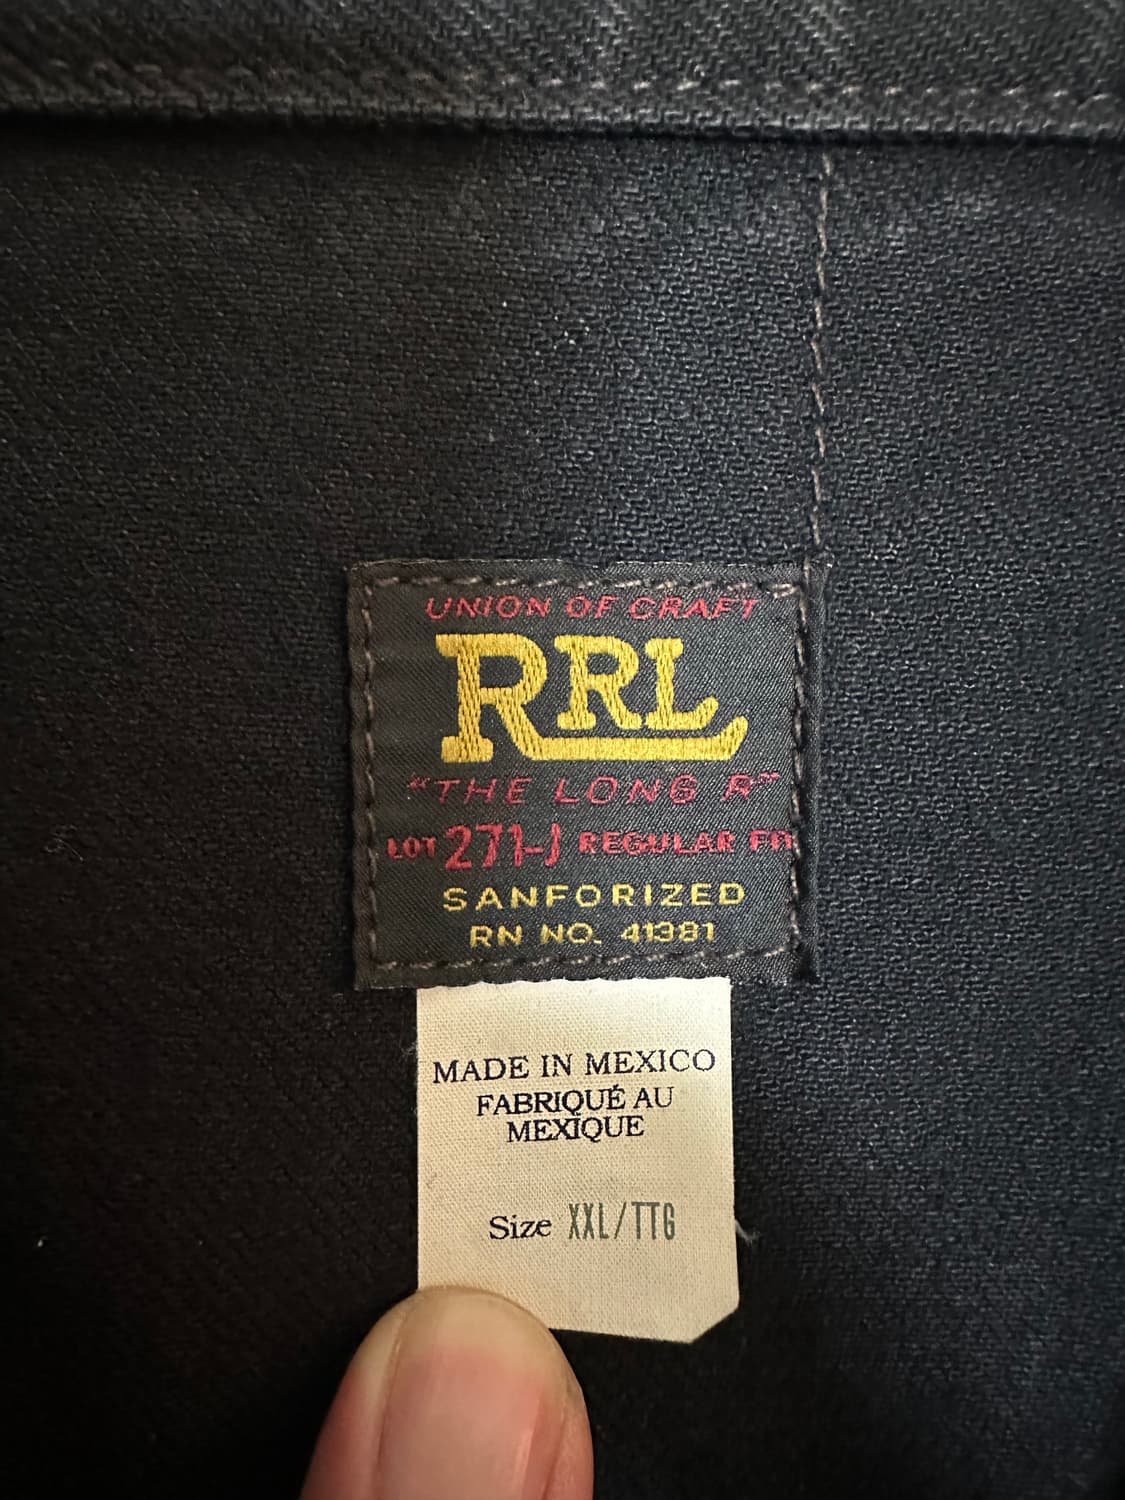 UNION OF CRAFT
RRL
"THE LONG R"
LOT 271-J REGULAR FIT
SANFORIZED
RN NO. 41381
MADE IN MEXICO
FABRIQUÉ AU
MEXIQUE
Size XXL/TTG